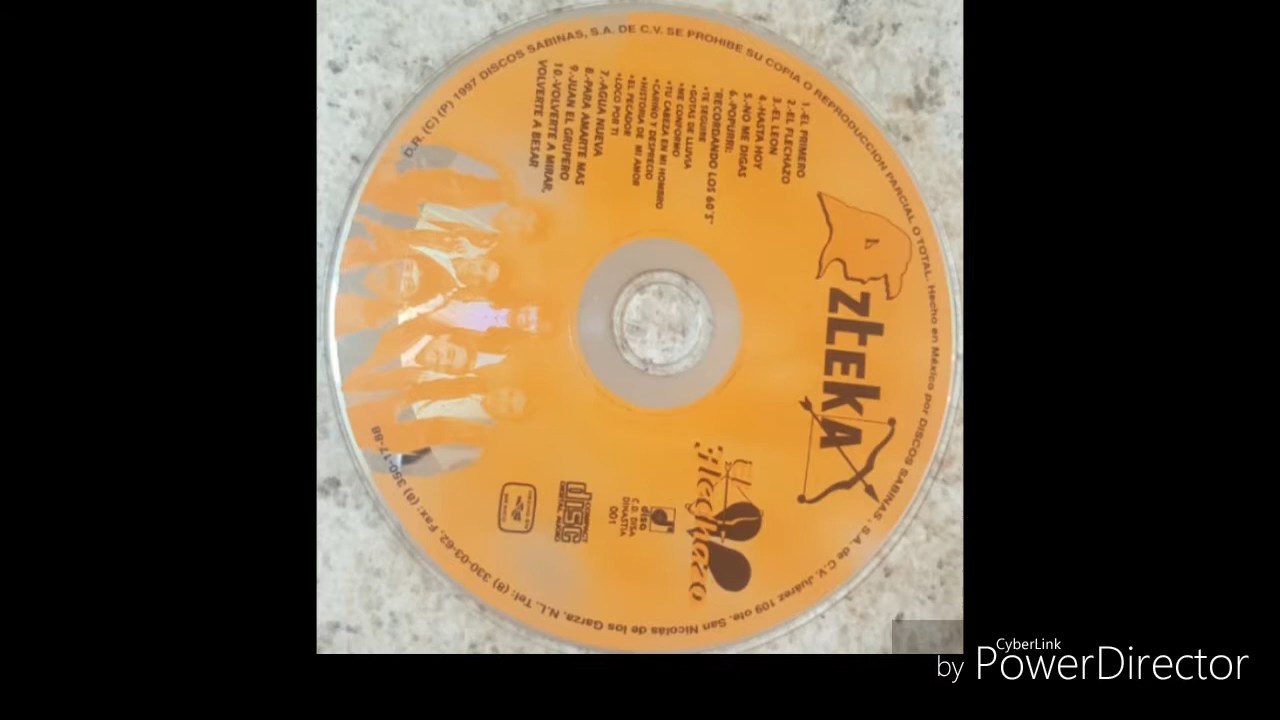 D.R. (C) (P) 1997 DISCOS SABINAS, S.A. DE C.V. SE PROHIBE SU COPIA O REPRODUCCION PARCIAL O TOTAL. Hecho en México por DISCOS SABINAS, S.A. de C.V. Juárez 109 ote. San Nicolás de los Garza, N.L. Tel: (8) 330-03-62, Fax: (8) 350-17-88
AztekA
flechazo
1.-EL PRIMERO
2.-EL FLECHAZO
3.-EL LEON
4.-HASTA HOY
5.-NO ME DIGAS
6.-POPURRI:
"RECORDANDO LOS 60'S"
•TE SEGUIRE
•GOTAS DE LLUVIA
•ME CONFORMO
•TU CABEZA EN MI HOMBRO
•CARIÑO Y DESPRECIO
•HISTORIA DE MI AMOR
•EL PECADOR
•LOCO POR TI
7.-AGUA NUEVA
8.-PARA AMARTE MAS
9.-JUAN EL GRUPERO
10.-VOLVERTE A MIRAR,
VOLVERTE A BESAR
disa
C.D. DISA
DINASTIA
001
COMPACT
disc
DIGITAL AUDIO
by CyberLink
PowerDirector